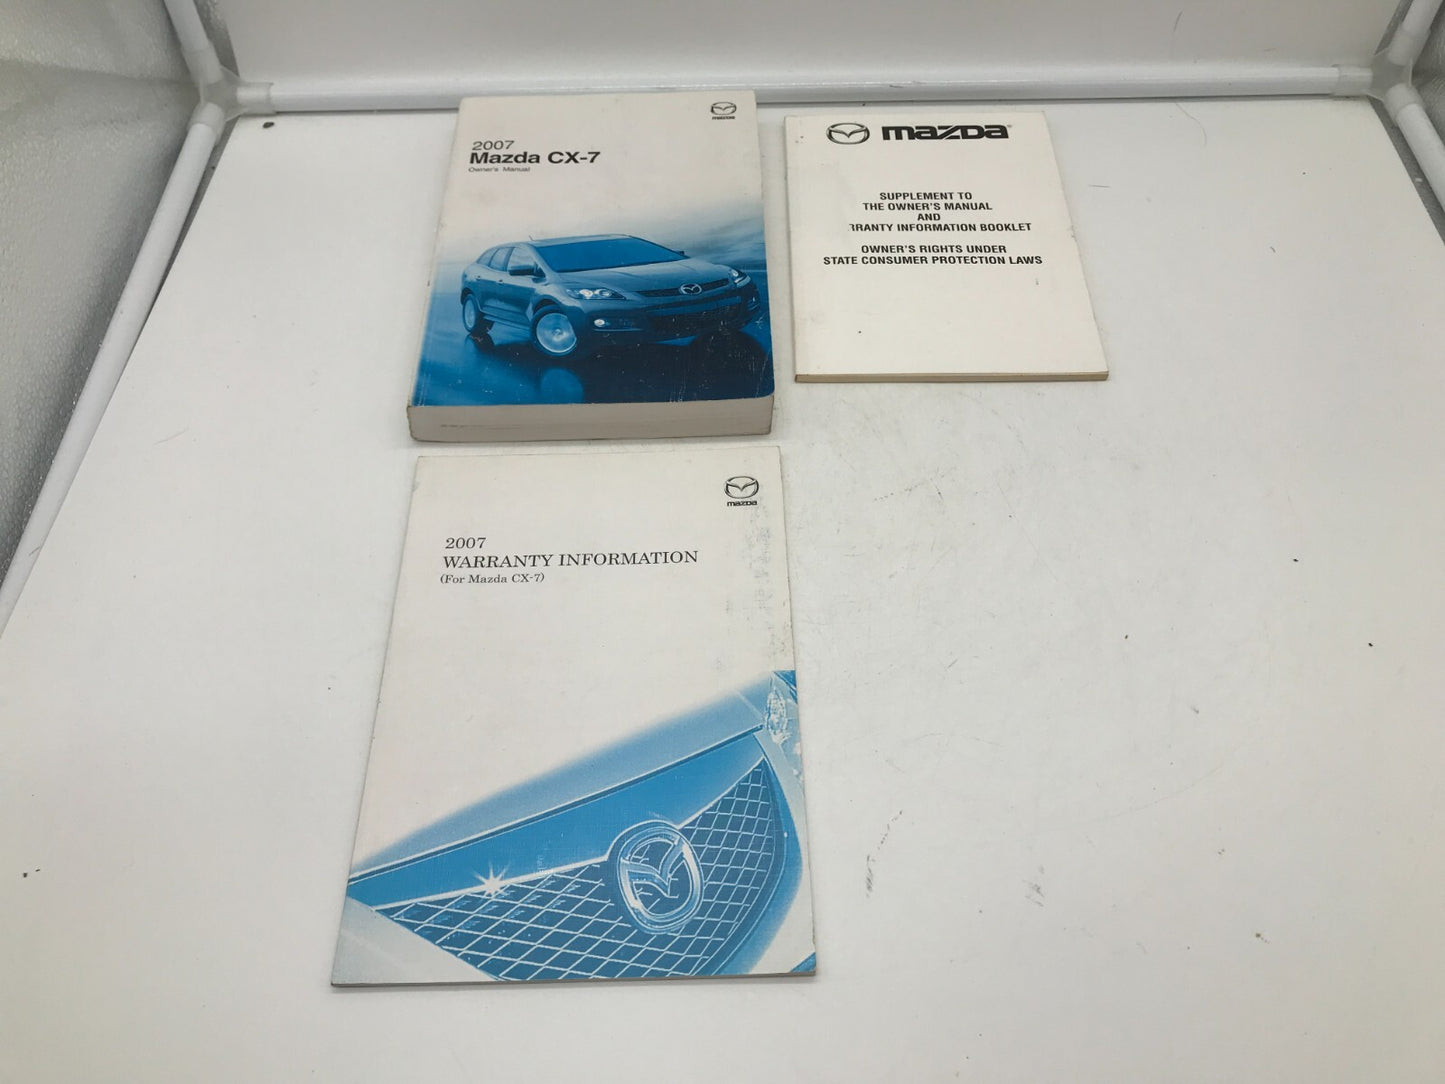 mazda
2007
Mazda CX-7
Owner's Manual
mazda
SUPPLEMENT TO
THE OWNER'S MANUAL
AND
RRANTY INFORMATION BOOKLET
OWNER'S RIGHTS UNDER
STATE CONSUMER PROTECTION LAWS
mazda
2007
WARRANTY INFORMATION
(For Mazda CX-7)